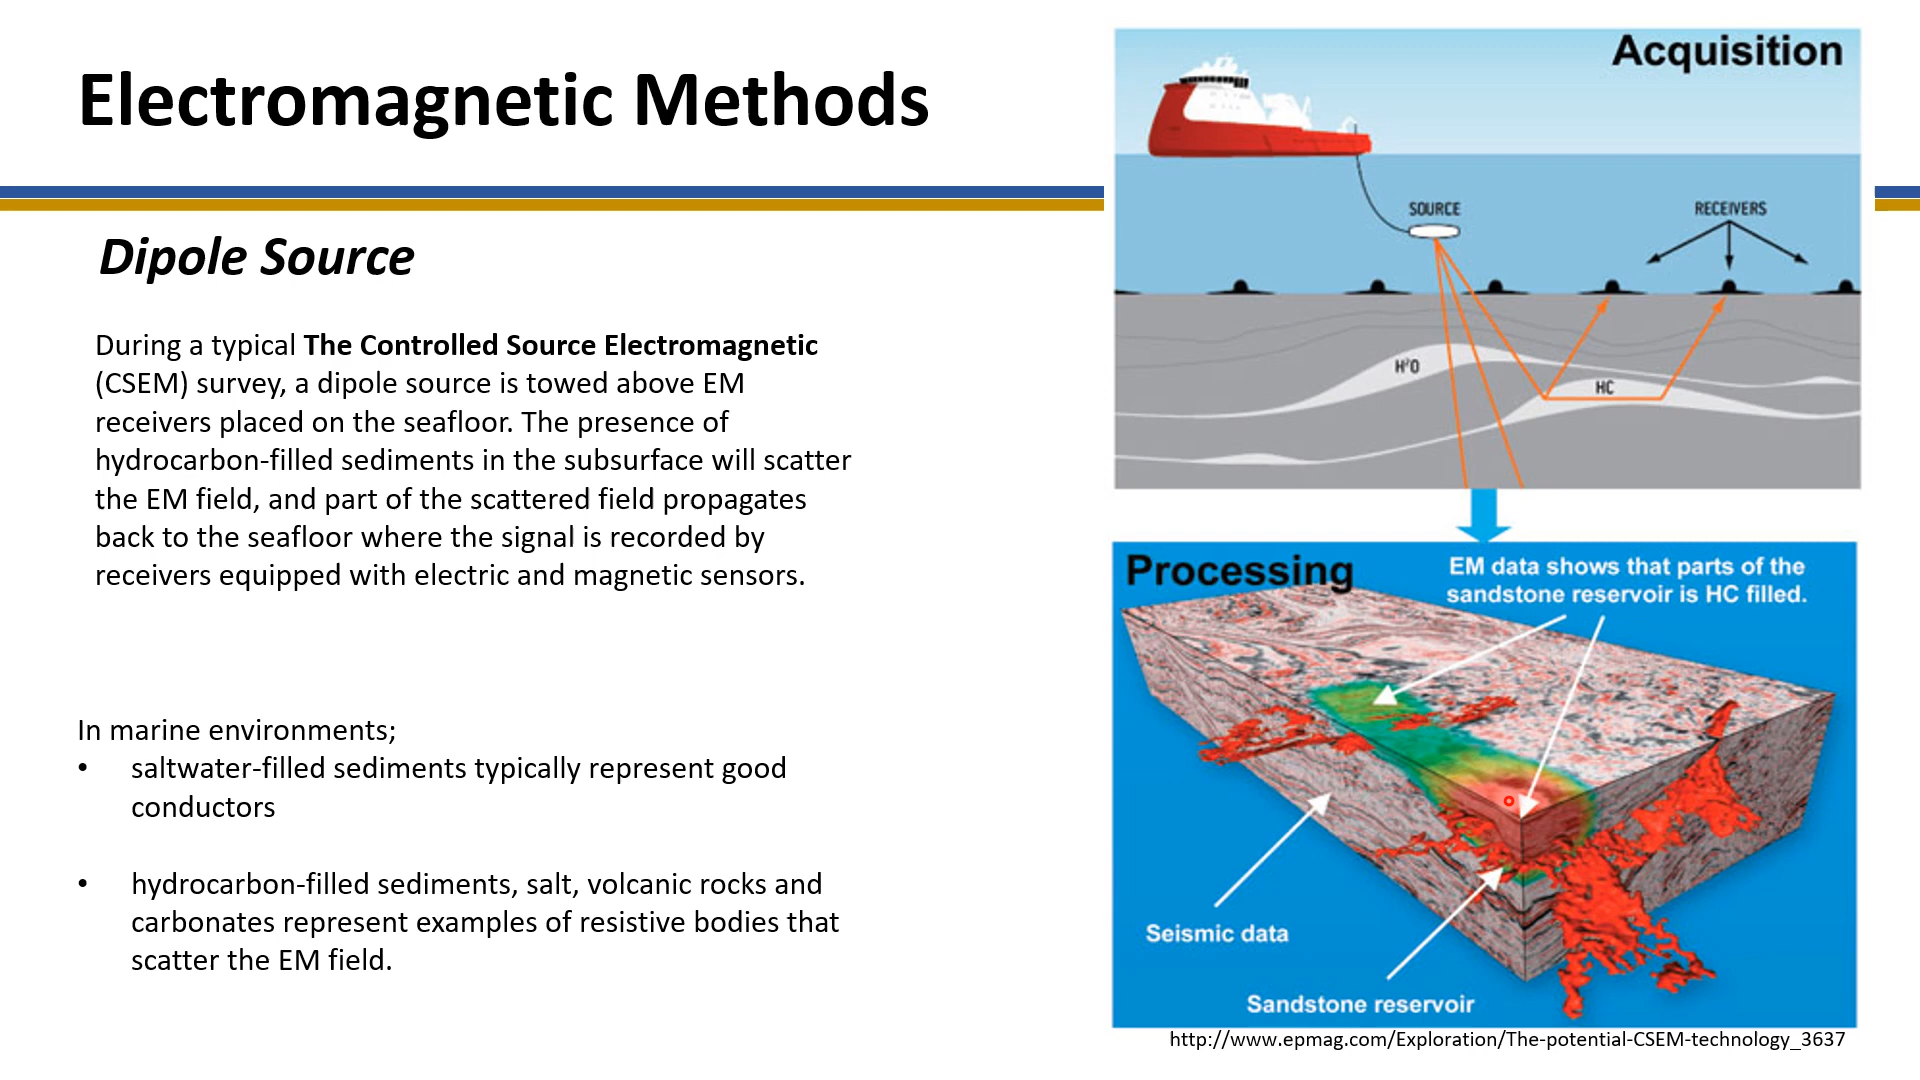 Electromagnetic Methods
Dipole Source
During a typical The Controlled Source Electromagnetic
(CSEM) survey, a dipole source is towed above EM
receivers placed on the seafloor. The presence of
hydrocarbon-filled sediments in the subsurface will scatter
the EM field, and part of the scattered field propagates
back to the seafloor where the signal is recorded by
receivers equipped with electric and magnetic sensors.
In marine environments;
• saltwater-filled sediments typically represent good
conductors
• hydrocarbon-filled sediments, salt, volcanic rocks and
carbonates represent examples of resistive bodies that
scatter the EM field.
Acquisition
SOURCE
RECEIVERS
H²O
HC
Processing
EM data shows that parts of the
sandstone reservoir is HC filled.
Seismic data
Sandstone reservoir
http://www.epmag.com/Exploration/The-potential-CSEM-technology_3637